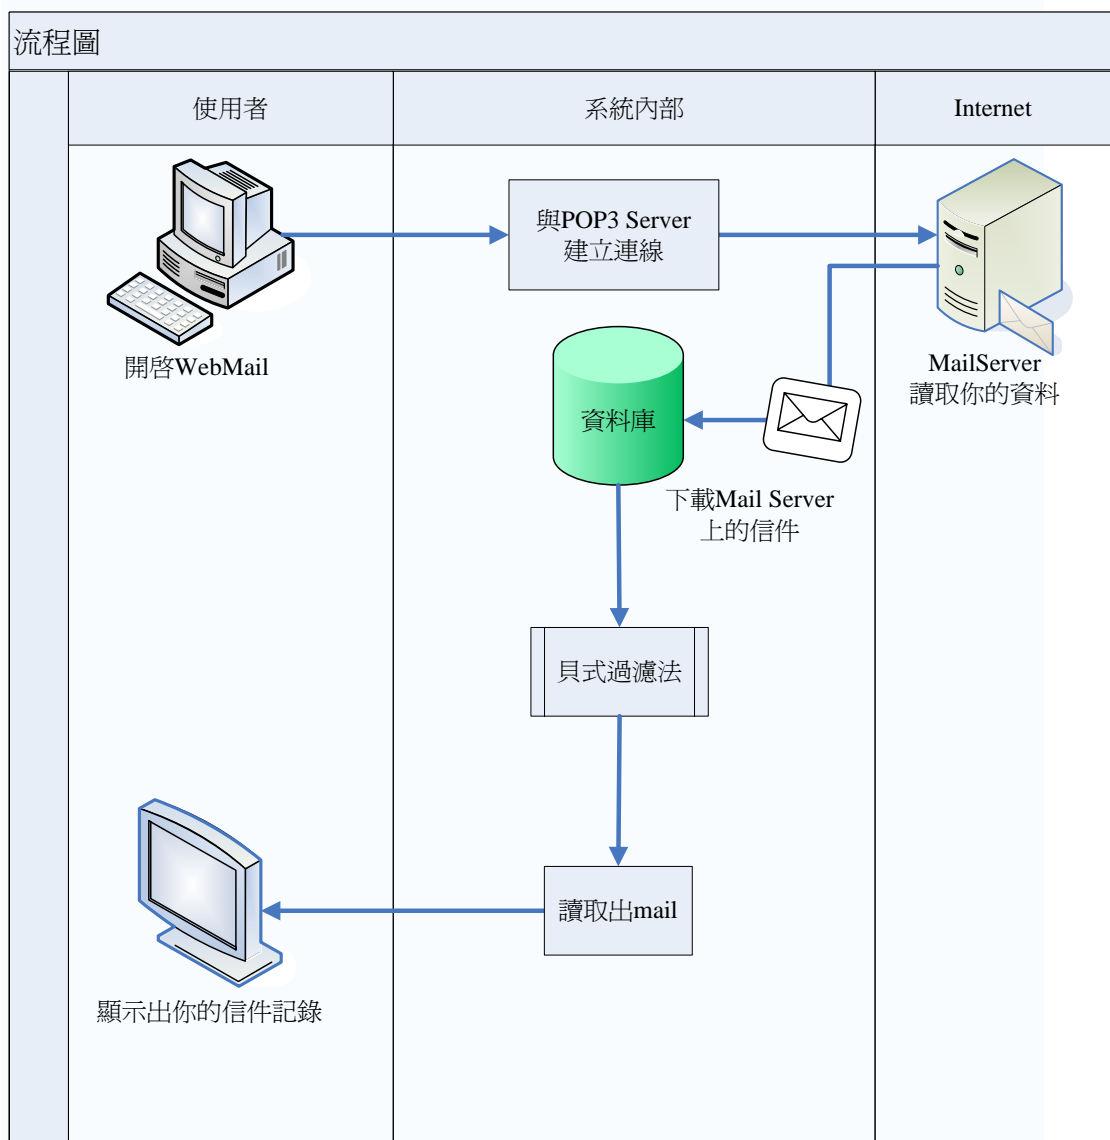 流程圖
使用者
系統內部
Internet
與POP3 Server
建立連線
開啓WebMail
MailServer
讀取你的資料
資料庫
下載Mail Server
上的信件
貝式過濾法
讀取出mail
顯示出你的信件記錄